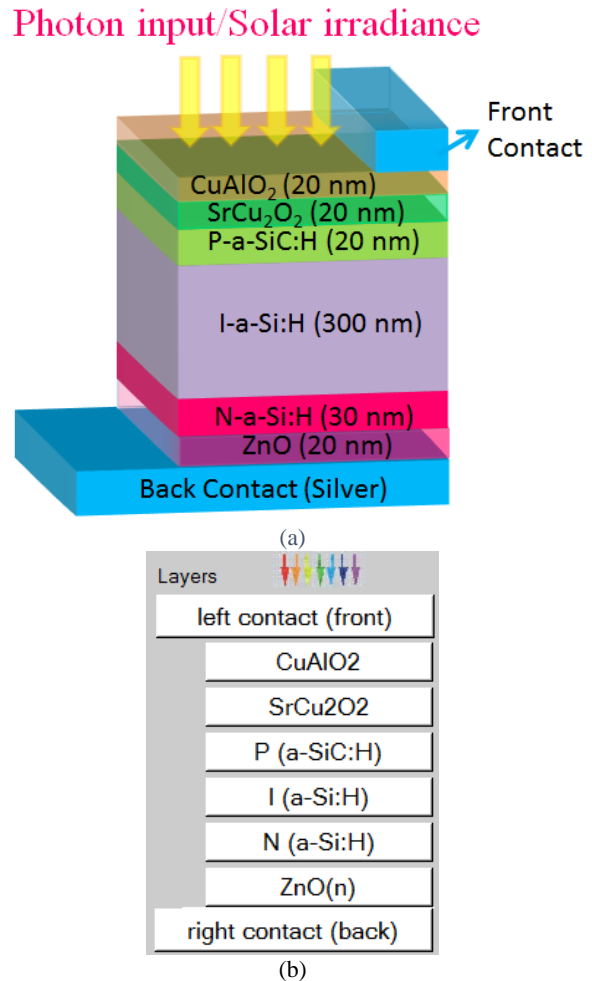 Photon input/Solar irradiance
Front
Contact
CuAlO₂ (20 nm)
SrCu₂O₂ (20 nm)
P-a-SiC:H (20 nm)
I-a-Si:H (300 nm)
N-a-Si:H (30 nm)
ZnO (20 nm)
Back Contact (Silver)
(a)
Layers
left contact (front)
CuAlO2
SrCu2O2
P (a-SiC:H)
I (a-Si:H)
N (a-Si:H)
ZnO(n)
right contact (back)
(b)